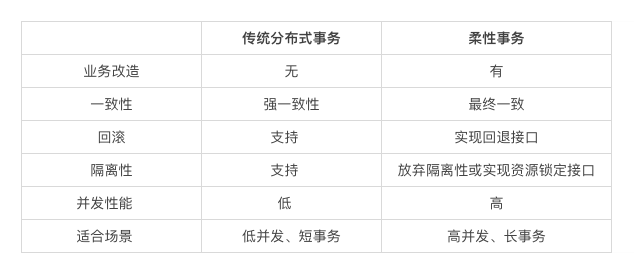 传统分布式事务 柔性事务
业务改造 无 有
一致性 强一致性 最终一致
回滚 支持 实现回退接口
隔离性 支持 放弃隔离性或实现资源锁定接口
并发性能 低 高
适合场景 低并发、短事务 高并发、长事务